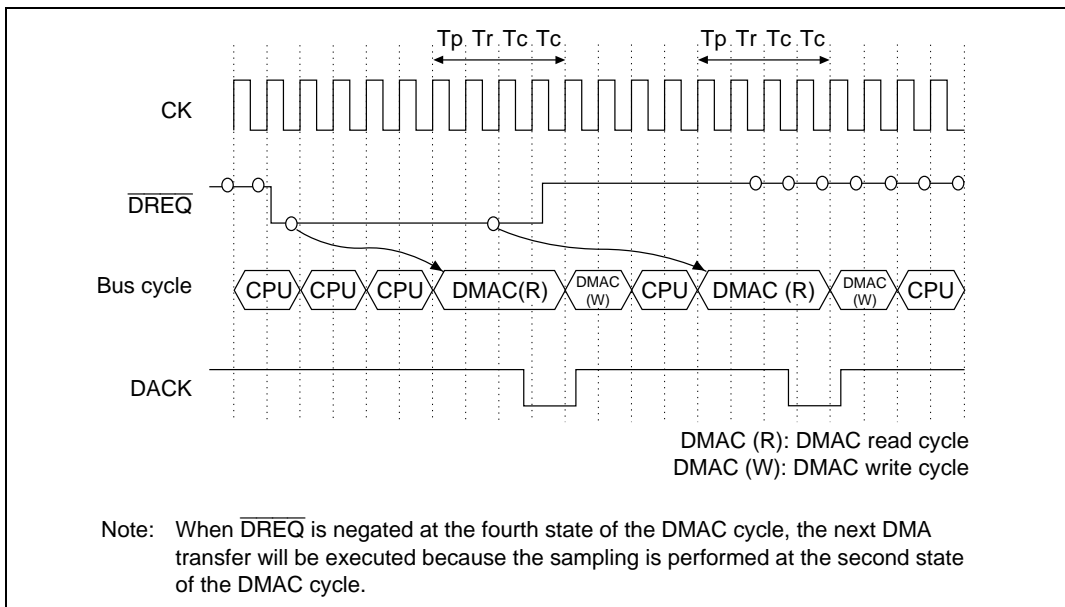 Tp Tr Tc Tc Tp Tr Tc Tc
CK
DREQ
Bus cycle CPU CPU CPU DMAC(R) DMAC (W) CPU DMAC (R) DMAC (W) CPU
DACK
DMAC (R): DMAC read cycle
DMAC (W): DMAC write cycle
Note: When DREQ is negated at the fourth state of the DMAC cycle, the next DMA
transfer will be executed because the sampling is performed at the second state
of the DMAC cycle.